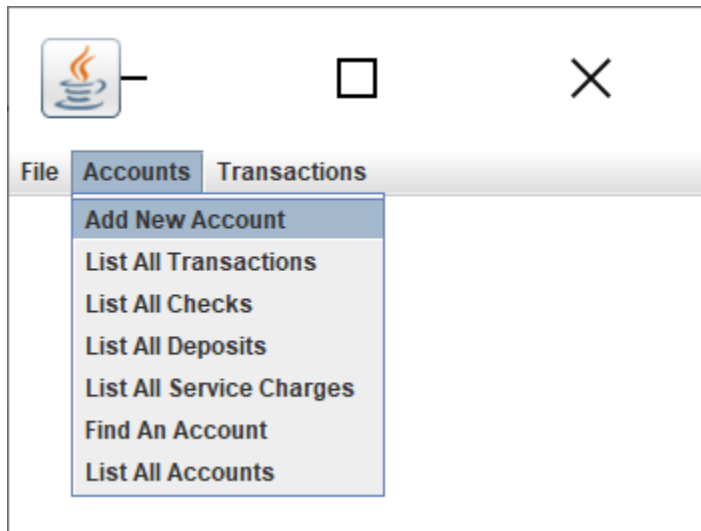 File Accounts Transactions
Add New Account
List All Transactions
List All Checks
List All Deposits
List All Service Charges
Find An Account
List All Accounts